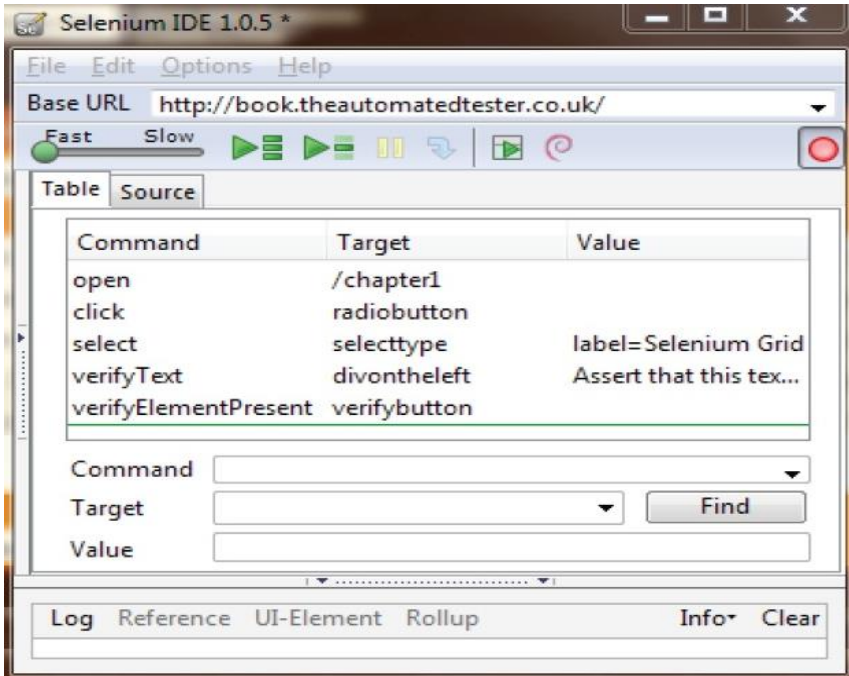 Selenium IDE 1.0.5 *
File Edit Options Help
Base URL http://book.theautomatedtester.co.uk/
Fast Slow
Table Source
Command Target Value
open /chapter1
click radiobutton
select selecttype label=Selenium Grid
verifyText divontheleft Assert that this tex...
verifyElementPresent verifybutton
Command
Target Find
Value
Log Reference UI-Element Rollup Info Clear